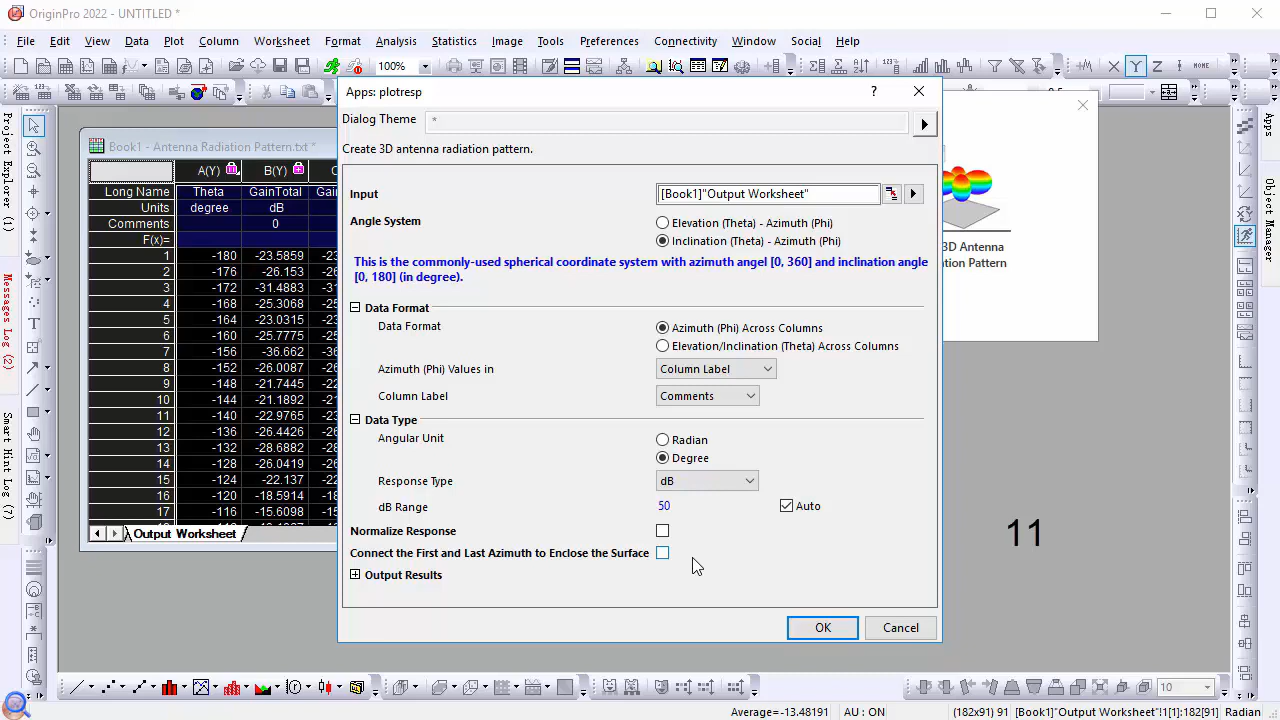 OriginPro 2022 - UNTITLED *
File Edit View Data Plot Column Worksheet Format Analysis Statistics Image Tools Preferences Connectivity Window Social Help
100%
Apps: plotresp
Dialog Theme *
Create 3D antenna radiation pattern.
Input [Book1]"Output Worksheet"
Angle System Elevation (Theta) - Azimuth (Phi)
Inclination (Theta) - Azimuth (Phi)
This is the commonly-used spherical coordinate system with azimuth angel [0, 360] and inclination angle
[0, 180] (in degree).
Data Format
Data Format Azimuth (Phi) Across Columns
Elevation/Inclination (Theta) Across Columns
Azimuth (Phi) Values in Column Label
Column Label Comments
Data Type
Angular Unit Radian
Degree
Response Type dB
dB Range 50 Auto
Normalize Response
Connect the First and Last Azimuth to Enclose the Surface
Output Results
OK Cancel
Book1 - Antenna Radiation Pattern.txt *
A(Y) B(Y)
Long Name Theta GainTotal
Units degree dB
Comments 0
F(x)=
1 -180 -23.5859
2 -176 -26.153
3 -172 -31.4883
4 -168 -25.3068
5 -164 -23.0315
6 -160 -25.7775
7 -156 -36.662
8 -152 -26.0087
9 -148 -21.7445
10 -144 -21.1892
11 -140 -22.9765
12 -136 -26.4426
13 -132 -28.6882
14 -128 -26.0419
15 -124 -22.137
16 -120 -18.5914
17 -116 -15.6098
Output Worksheet
3D Antenna
11
Project Explorer (1)
Messages Log (2)
Smart Hint Log (7)
Apps
Object Manager
10
Average=-13.48191 AU : ON (182x91) 91 [Book1]"Output Worksheet"!1[1]:182[91] Radian